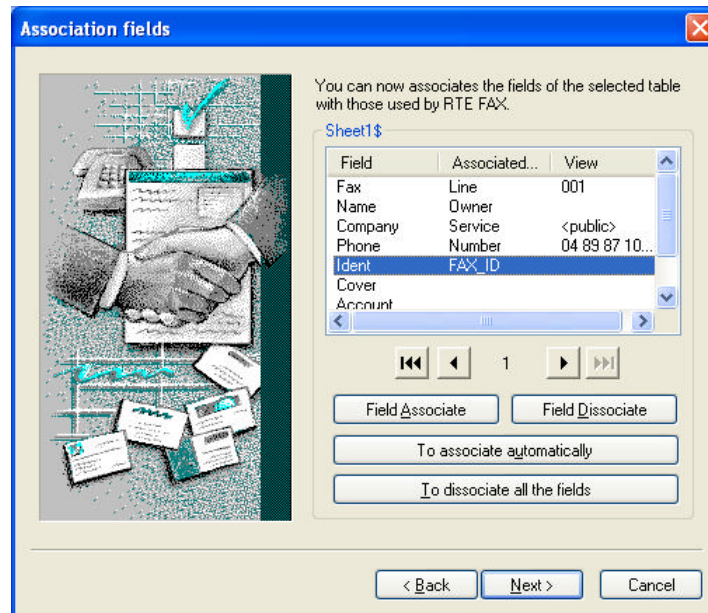 Association fields
You can now associates the fields of the selected table
with those used by RTE FAX.
Sheet1$
Field Associated... View
Fax Line 001
Name Owner
Company Service <public>
Phone Number 04 89 87 10...
Ident FAX_ID
Cover
Account
1
Field Associate Field Dissociate
To associate automatically
To dissociate all the fields
< Back Next > Cancel